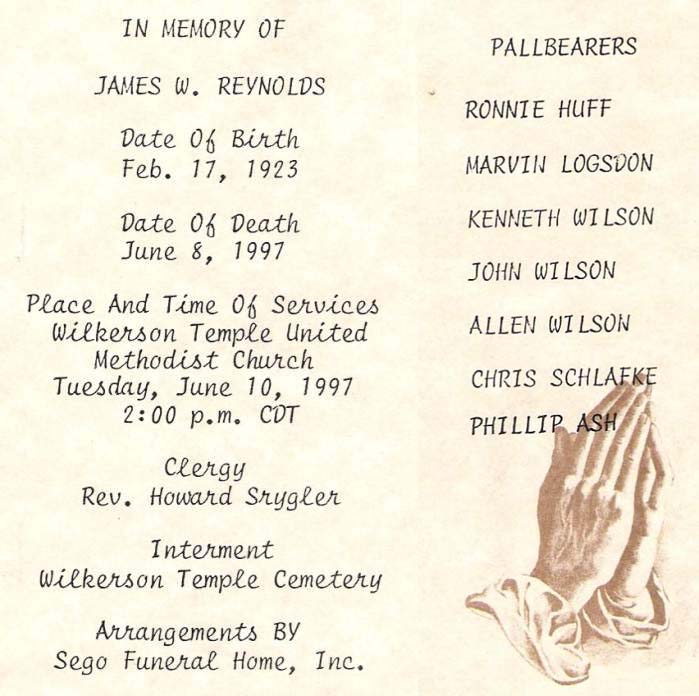 IN MEMORY OF
JAMES W. REYNOLDS
Date Of Birth
Feb. 17, 1923
Date Of Death
June 8, 1997
Place And Time Of Services
Wilkerson Temple United
Methodist Church
Tuesday, June 10, 1997
2:00 p.m. CDT
Clergy
Rev. Howard Srygler
Interment
Wilkerson Temple Cemetery
Arrangements BY
Sego Funeral Home, Inc.
PALLBEARERS
RONNIE HUFF
MARVIN LOGSDON
KENNETH WILSON
JOHN WILSON
ALLEN WILSON
CHRIS SCHLAFKE
PHILLIP ASH